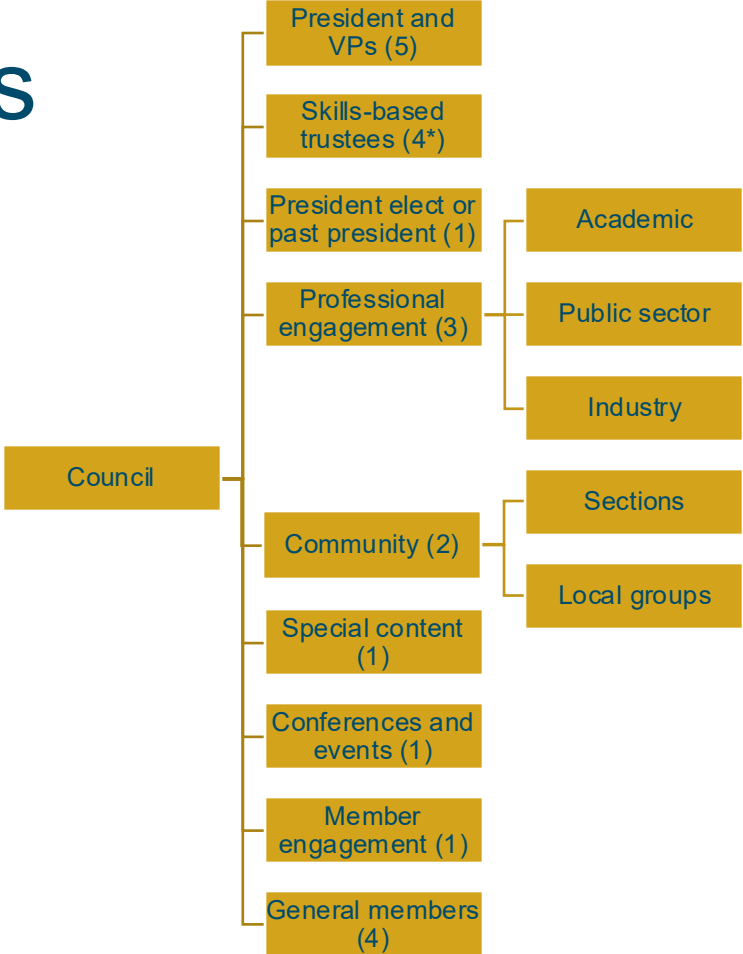 s
President and
VPs (5)
Skills-based
trustees (4*)
President elect or
past president (1)
Academic
Professional
engagement (3)
Public sector
Industry
Council
Sections
Community (2)
Local groups
Special content
(1)
Conferences and
events (1)
Member
engagement (1)
General members
(4)